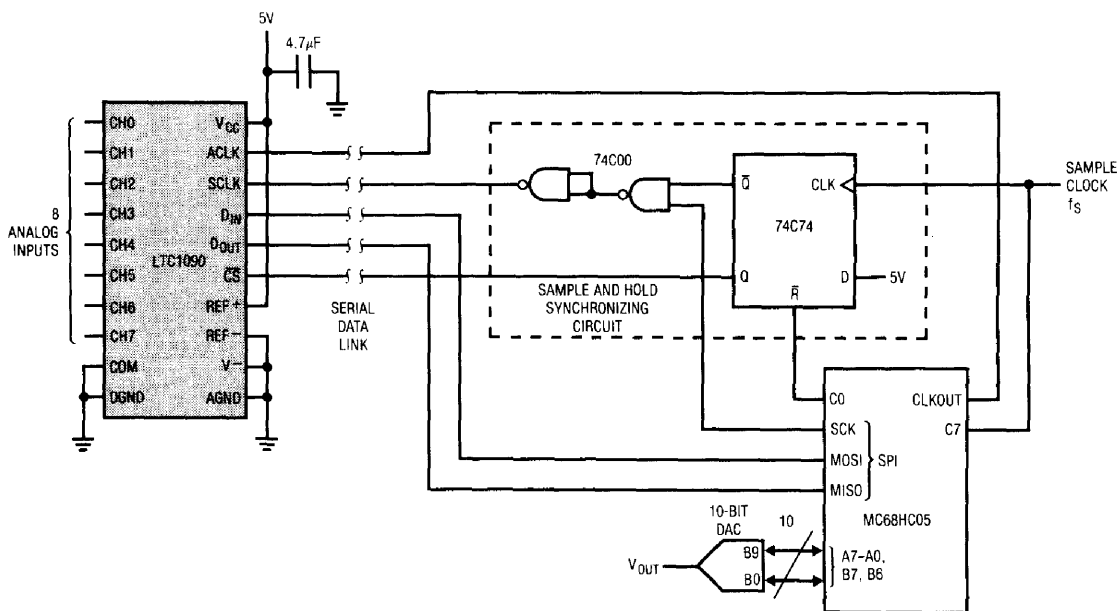 5V
4.7μF
CH0
CH1
CH2
CH3
CH4
CH5
CH6
CH7
COM
DGND
8
ANALOG
INPUTS
LTC1090
VCC
ACLK
SCLK
DIN
DOUT
CS
REF+
REF−
V−
AGND
SERIAL
DATA
LINK
74C00
Q
CLK
74C74
Q
D
5V
R
SAMPLE AND HOLD
SYNCHRONIZING
CIRCUIT
SAMPLE
CLOCK
fS
C0
CLKOUT
SCK
C7
MOSI
SPI
MISO
MC68HC05
A7–A0,
B7, B6
10-BIT
DAC
10
B9
B0
VOUT